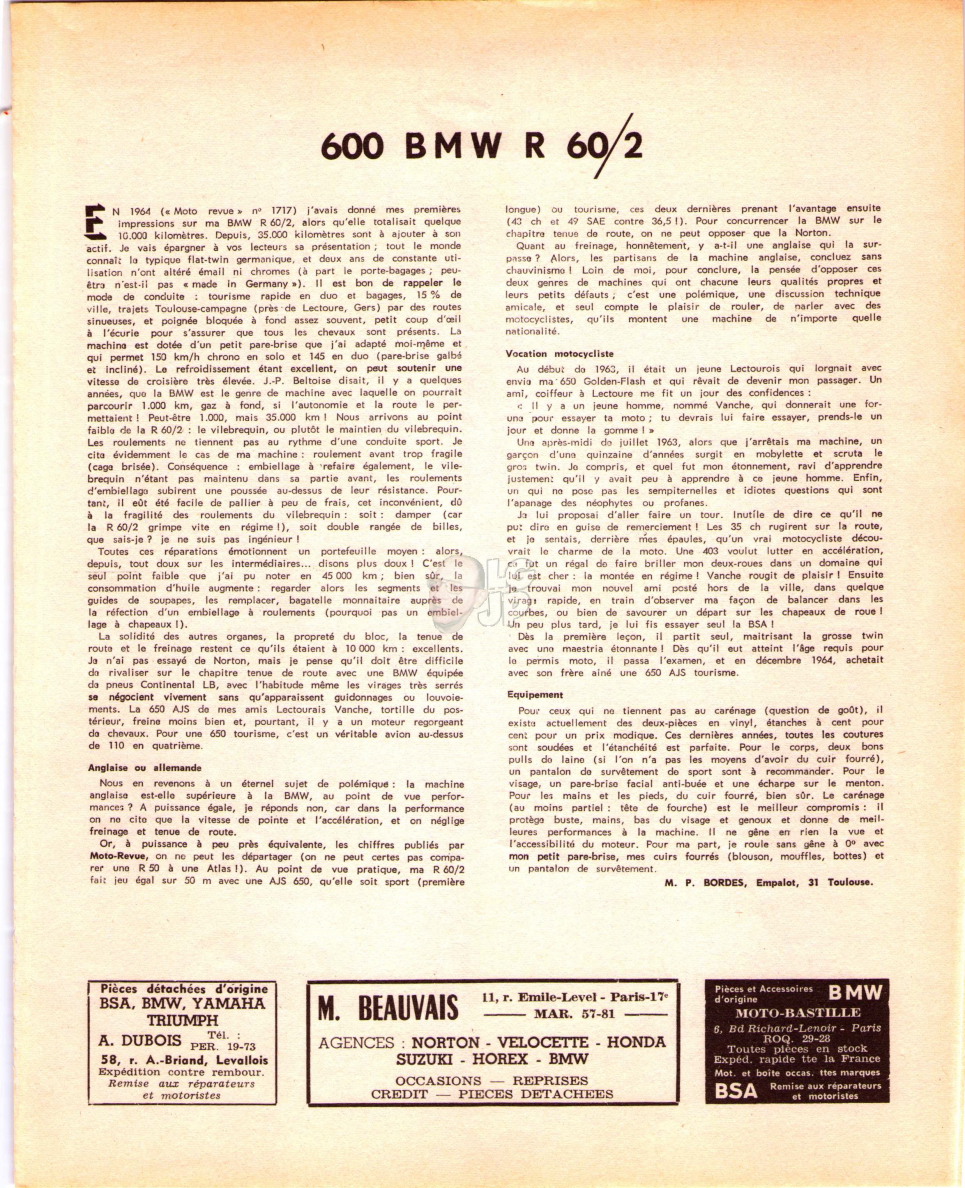 600 BMW R 60/2
EN 1964 (« Moto revue » n° 1717) j'avais donné mes premières
impressions sur ma BMW R 60/2, alors qu'elle totalisait quelque
10.000 kilomètres. Depuis, 35.000 kilomètres sont à ajouter à son
actif. Je vais épargner à vos lecteurs sa présentation ; tout le monde
connaît la typique flat-twin germanique, et deux ans de constante uti-
lisation n'ont altéré émail ni chromes (à part le porte-bagages ; peu-
être n'est-il pas « made in Germany »). Il est bon de rappeler le
mode de conduite : tourisme rapide en duo et bagages, 15 % de
ville, trajets Toulouse-campagne (près de Lectoure, Gers) par des routes
sinueuses, et poignée bloquée à fond assez souvent, petit coup d'œil
à l'écurie pour s'assurer que tous les chevaux sont présents. La
machina est dotée d'un petit pare-brise que j'ai adapté moi-même et
qui permet 150 km/h chrono en solo et 145 en duo (pare-brise galbé
et incliné). Le refroidissement étant excellent, on peut soutenir une
vitesse de croisière très élevée. J.-P. Beltoise disait, il y a quelques
années, que la BMW est le genre de machine avec laquelle on pourrait
parcourir 1.000 km, gaz à fond, si l'autonomie et la route le per-
mettaient ! Peut-être 1.000, mais 35.000 km ! Nous arrivons au point
faible de la R 60/2 : le vilebrequin, ou plutôt le maintien du vilebrequin.
Les roulements ne tiennent pas au rythme d'une conduite sport. Je
cite évidemment le cas de ma machine : roulement avant trop fragile
(cage brisée). Conséquence : embiellage à refaire également, le vile-
brequin n'étant pas maintenu dans sa partie avant, les roulements
d'embiellage subirent une poussée au-dessus de leur résistance. Pour-
tant, il eût été facile de pallier à peu de frais, cet inconvénient, dû
à la fragilité des roulements du vilebrequin : soit : damper (car
la R 60/2 grimpe vite en régime !), soit double rangée de billes,
que sais-je ? je ne suis pas ingénieur !
Toutes ces réparations émotionnent un portefeuille moyen : alors,
depuis, tout doux sur les intermédiaires... disons plus doux ! C'est le
seul point faible que j'ai pu noter en 45 000 km ; bien sûr, la
consommation d'huile augmente : regarder alors les segments et les
guides de soupapes, les remplacer, bagatelle monnaitaire auprès de
la réfection d'un embiellage à roulements (pourquoi pas un embiel-
lage à chapeaux !).
La solidité des autres organes, la propreté du bloc, la tenue de
route et le freinage restent ce qu'ils étaient à 10 000 km : excellents.
Je n'ai pas essayé de Norton, mais je pense qu'il doit être difficile
de rivaliser sur le chapitre tenue de route avec une BMW équipée
de pneus Continental LB, avec l'habitude même les virages très serrés
se négocient vivement sans qu'apparaissent guidonnages ou louvoie-
ments. La 650 AJS de mes amis Lectourais Vanche, tortille du pos-
térieur, freine moins bien et, pourtant, il y a un moteur regorgeant
de chevaux. Pour une 650 tourisme, c'est un véritable avion au-dessus
de 110 en quatrième.
Anglaise ou allemande
Nous en revenons à un éternel sujet de polémique : la machine
anglaise est-elle supérieure à la BMW, au point de vue perfor-
mances ? A puissance égale, je réponds non, car dans la performance
on ne cite que la vitesse de pointe et l'accélération, et on néglige
freinage et tenue de route.
Or, à puissance à peu près équivalente, les chiffres publiés par
Moto-Revue, on ne peut les départager (on ne peut certes pas compa-
rer une R 50 à une Atlas !). Au point de vue pratique, ma R 60/2
fait jeu égal sur 50 m avec une AJS 650, qu'elle soit sport (première
longue) ou tourisme, ces deux dernières prenant l'avantage ensuite
(43 ch et 49 SAE contre 36,5 !). Pour concurrencer la BMW sur le
chapitre tenue de route, on ne peut opposer que la Norton.
Quant au freinage, honnêtement, y a-t-il une anglaise qui la sur-
passe ? Alors, les partisans de la machine anglaise, concluez sans
chauvinisme ! Loin de moi, pour conclure, la pensée d'opposer ces
deux genres de machines qui ont chacune leurs qualités propres et
leurs petits défauts ; c'est une polémique, une discussion technique
amicale, et seul compte le plaisir de rouler, de narler avec des
motocyclistes, qu'ils montent une machine de n'importe quelle
nationalité.
Vocation motocycliste
Au début de 1963, il était un jeune Lectourois qui lorgnait avec
envie ma 650 Golden-Flash et qui rêvait de devenir mon passager. Un
ami, coiffeur à Lectoure me fit un jour des confidences :
« Il y a un jeune homme, nommé Vanche, qui donnerait une for-
une pour essayer ta moto ; tu devrais lui faire essayer, prends-le un
jour et donne la gomme ! »
Une après-midi de juillet 1963, alors que j'arrêtais ma machine, un
garçon d'une quinzaine d'années surgit en mobylette et scruta le
gros twin. Je compris, et quel fut mon étonnement, ravi d'apprendre
justement qu'il y avait peu à apprendre à ce jeune homme. Enfin,
un qui ne pose pas les sempiternelles et idiotes questions qui sont
l'apanage des néophytes ou profanes.
Je lui proposai d'aller faire un tour. Inutile de dire ce qu'il ne
put dire en guise de remerciement ! Les 35 ch rugirent sur la route,
et je sentais, derrière mes épaules, qu'un vrai motocycliste décou-
vrait le charme de la moto. Une 403 voulut lutter en accélération,
ce fut un régal de faire briller mon deux-roues dans un domaine qui
lui est cher : la montée en régime ! Vanche rougit de plaisir ! Ensuite
je trouvai mon nouvel ami posté hors de la ville, dans quelque
virage rapide, en train d'observer ma façon de balancer dans les
courbes, ou bien de savourer un départ sur les chapeaux de roue !
Un peu plus tard, je lui fis essayer seul la BSA !
Dès la première leçon, il partit seul, maitrisant la grosse twin
avec une maestria étonnante ! Dès qu'il eut atteint l'âge requis pour
le permis moto, il passa l'examen, et en décembre 1964, achetait
avec son frère ainé une 650 AJS tourisme.
Equipement
Pour ceux qui ne tiennent pas au carénage (question de goût), il
existe actuellement des deux-pièces en vinyl, étanches à cent pour
cent pour un prix modique. Ces dernières années, toutes les coutures
sont soudées et l'étanchéité est parfaite. Pour le corps, deux bons
pulls de laine (si l'on n'a pas les moyens d'avoir du cuir fourré),
un pantalon de survêtement de sport à recommander. Pour le
visage, un pare-brise facial anti-buée et une écharpe sur le menton.
Pour les mains et les pieds, du cuir fourré, bien sûr. Le carénage
(au moins partiel : tête de fourche) est le meilleur compromis : il
protège buste, mains, bas du visage et genoux et donne de meil-
leures performances à la machine. Il ne gêne en rien la vue et
l'accessibilité du moteur. Pour ma part, je roule sans gêne à 0° avec
mon petit pare-brise, mes cuirs fourrés (blouson, mouffles, bottes) et
un pantalon de survêtement.
M. P. BORDES, Empalot, 31 Toulouse.
Pièces détachées d'origine
BSA, BMW, YAMAHA
TRIUMPH
A. DUBOIS Tél. : PER. 19-73
58, r. A.-Briand, Levallois
Expédition contre rembour.
Remise aux réparateurs
et motoristes
M. BEAUVAIS 11, r. Emile-Level - Paris-17e
MAR. 57-81
AGENCES : NORTON - VELOCETTE - HONDA
SUZUKI - HOREX - BMW
OCCASIONS — REPRISES
CREDIT — PIECES DETACHEES
Pièces et Accessoires d'origine BMW
MOTO-BASTILLE
6, Bd Richard-Lenoir - Paris
ROQ. 29-28
Toutes pièces en stock
Expéd. rapide tte la France
Mot. et boite occas. ttes marques
BSA Remise aux réparateurs
et motoristes